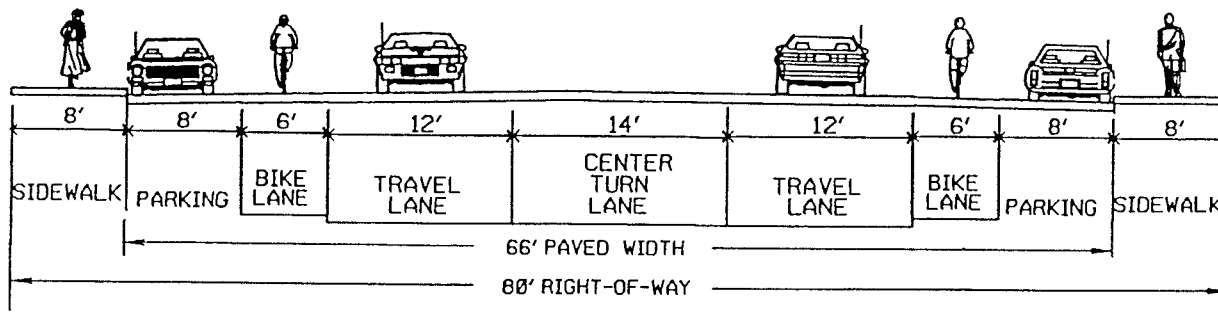 8' 8' 6' 12' 14' 12' 6' 8' 8'
SIDEWALK
PARKING
BIKE
LANE
TRAVEL
LANE
CENTER
TURN
LANE
TRAVEL
LANE
BIKE
LANE
PARKING
SIDEWALK
66' PAVED WIDTH
80' RIGHT-OF-WAY